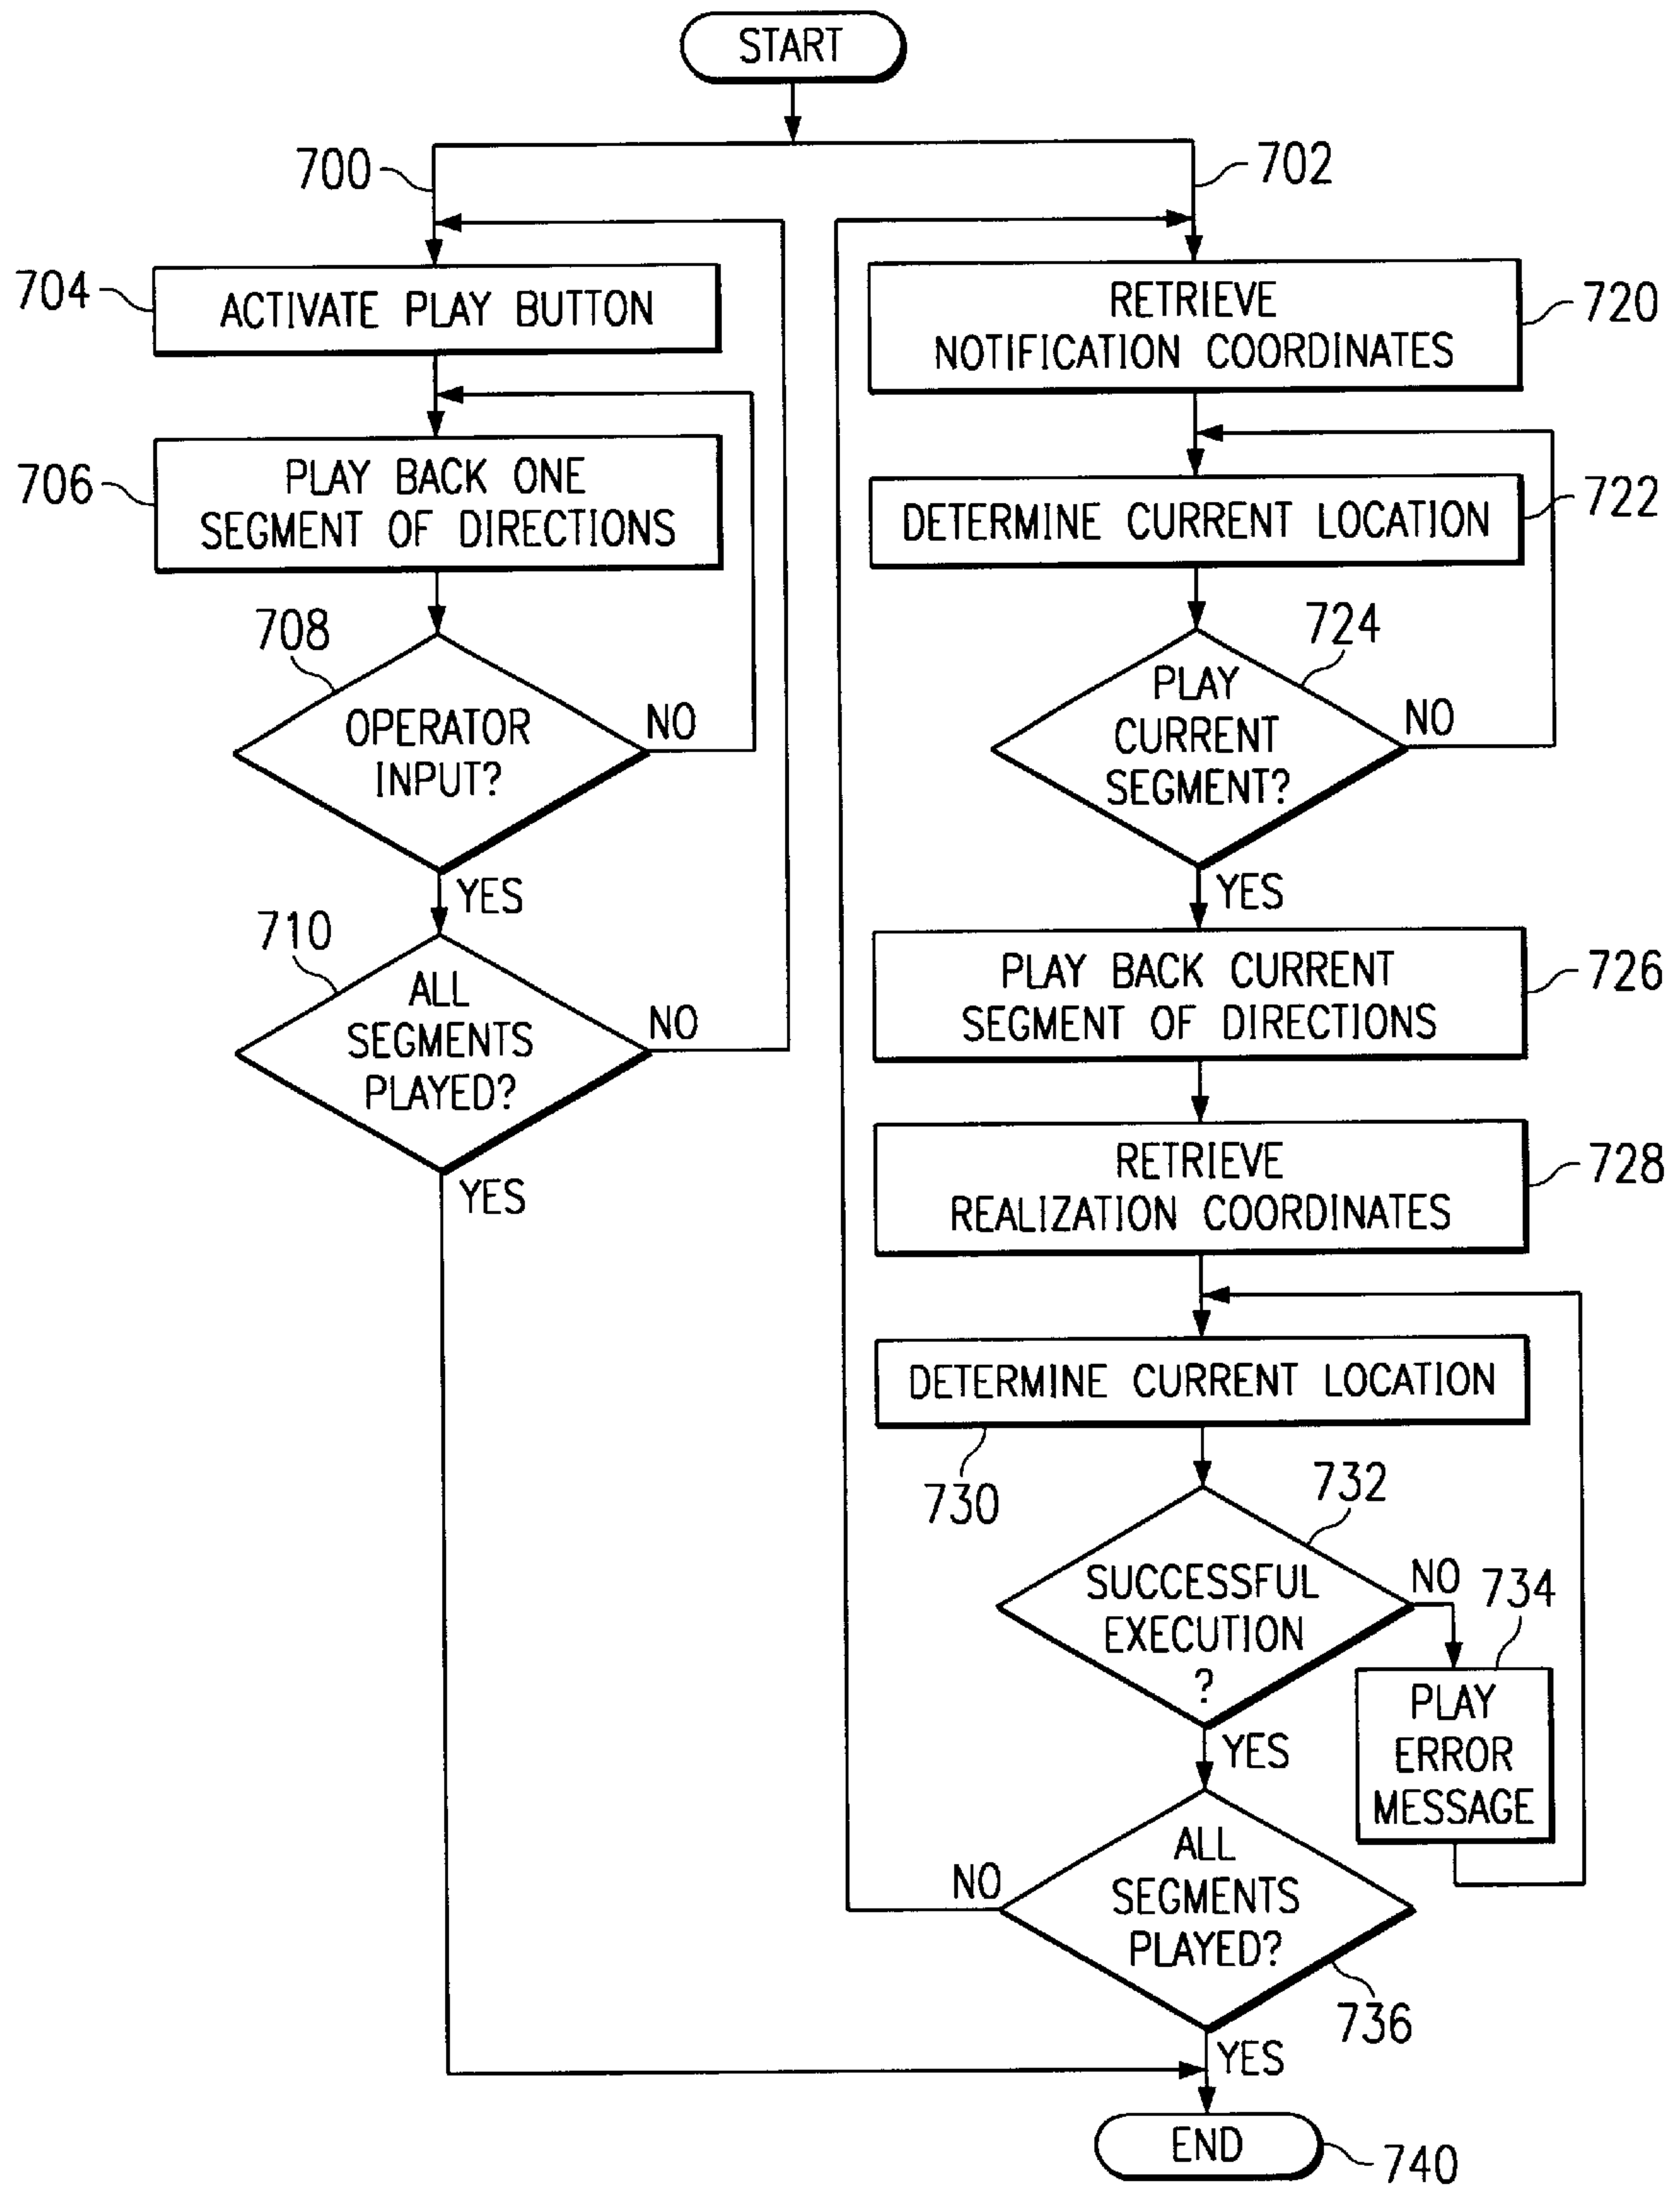 START
700
702
704
ACTIVATE PLAY BUTTON
706
PLAY BACK ONE
SEGMENT OF DIRECTIONS
708
OPERATOR
INPUT?
NO
YES
710
ALL
SEGMENTS
PLAYED?
NO
YES
RETRIEVE
NOTIFICATION COORDINATES
720
DETERMINE CURRENT LOCATION
722
724
PLAY
CURRENT
SEGMENT?
NO
YES
PLAY BACK CURRENT
SEGMENT OF DIRECTIONS
726
RETRIEVE
REALIZATION COORDINATES
728
DETERMINE CURRENT LOCATION
730
732
SUCCESSFUL
EXECUTION
?
NO
734
PLAY
ERROR
MESSAGE
YES
ALL
SEGMENTS
PLAYED?
NO
736
YES
END
740